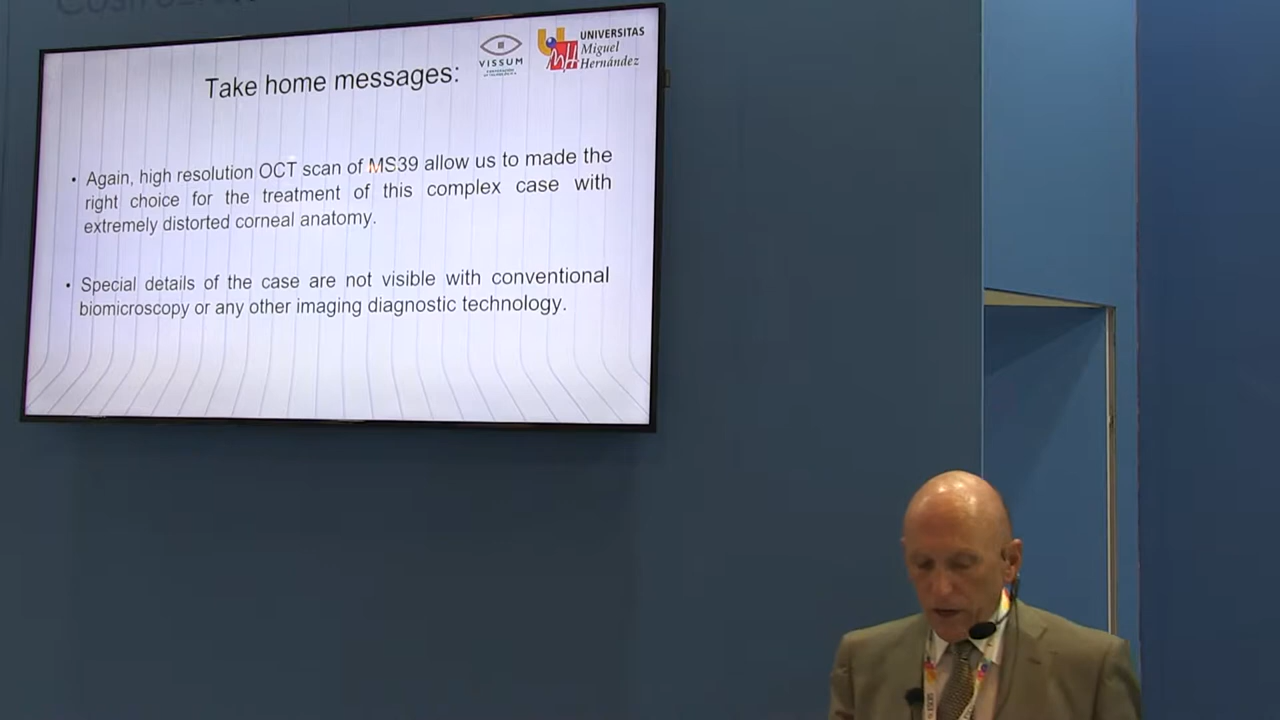 VISSUM
UNIVERSITAS
Miguel
Hernández
Take home messages:
• Again, high resolution OCT scan of MS39 allow us to made the
right choice for the treatment of this complex case with
extremely distorted corneal anatomy.
• Special details of the case are not visible with conventional
biomicroscopy or any other imaging diagnostic technology.